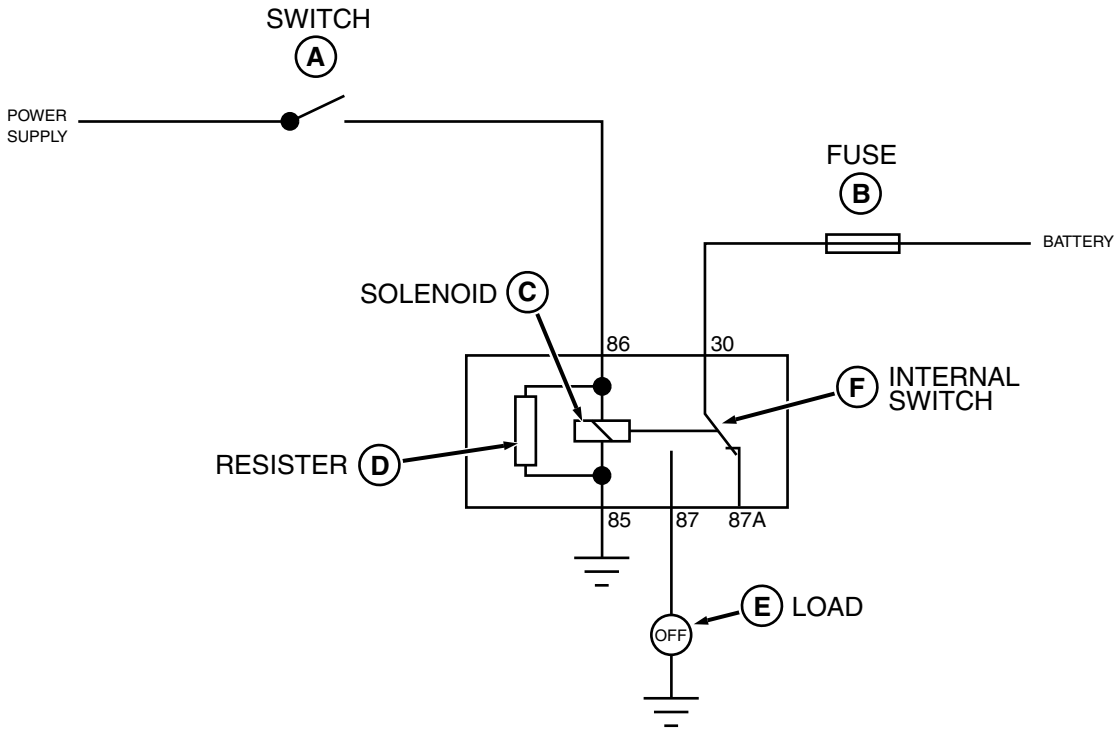 SWITCH
A
POWER
SUPPLY
FUSE
B
BATTERY
SOLENOID C
86
30
F INTERNAL
SWITCH
RESISTER D
85
87
87A
E LOAD
OFF